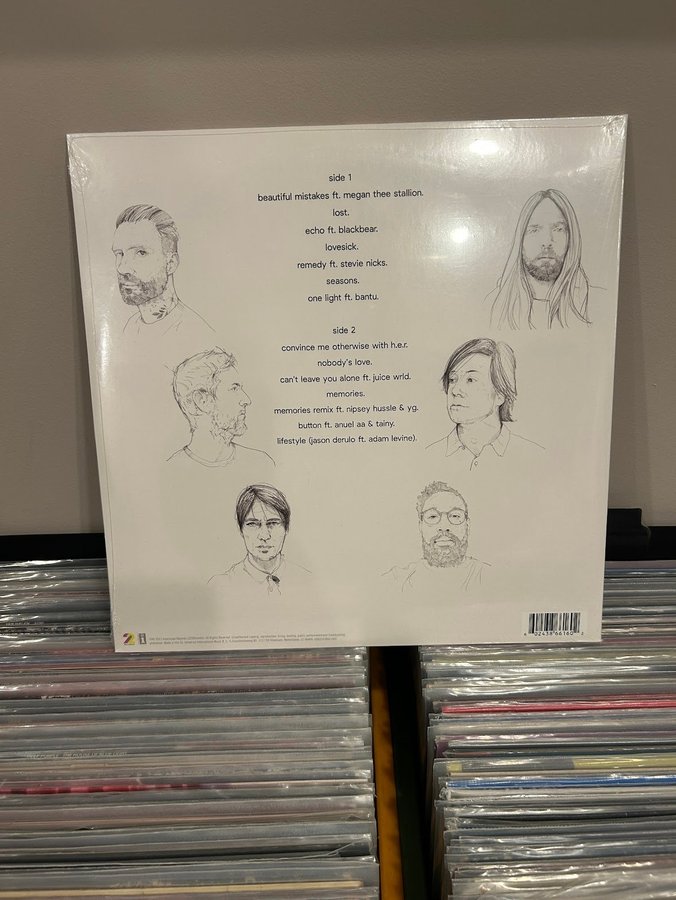 side 1
beautiful mistakes ft. megan thee stallion.
lost.
echo ft. blackbear.
lovesick.
remedy ft. stevie nicks.
seasons.
one light ft. bantu.
side 2
convince me otherwise with h.e.r.
nobody's love.
can't leave you alone ft. juice wrld.
memories.
memories remix ft. nipsey hussle & yg.
button ft. anuel aa & tainy.
lifestyle (jason derulo ft. adam levine).
02438 66160